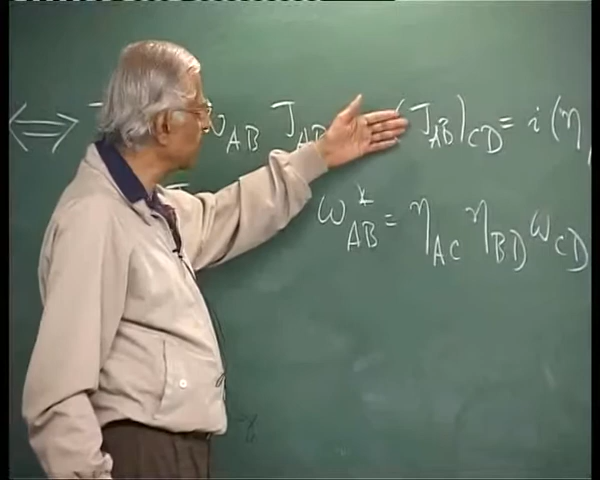 ⟺ ω_AB J_AB (J_AB)_CD = i (η
ω*_AB = η_AC η_BD ω_CD